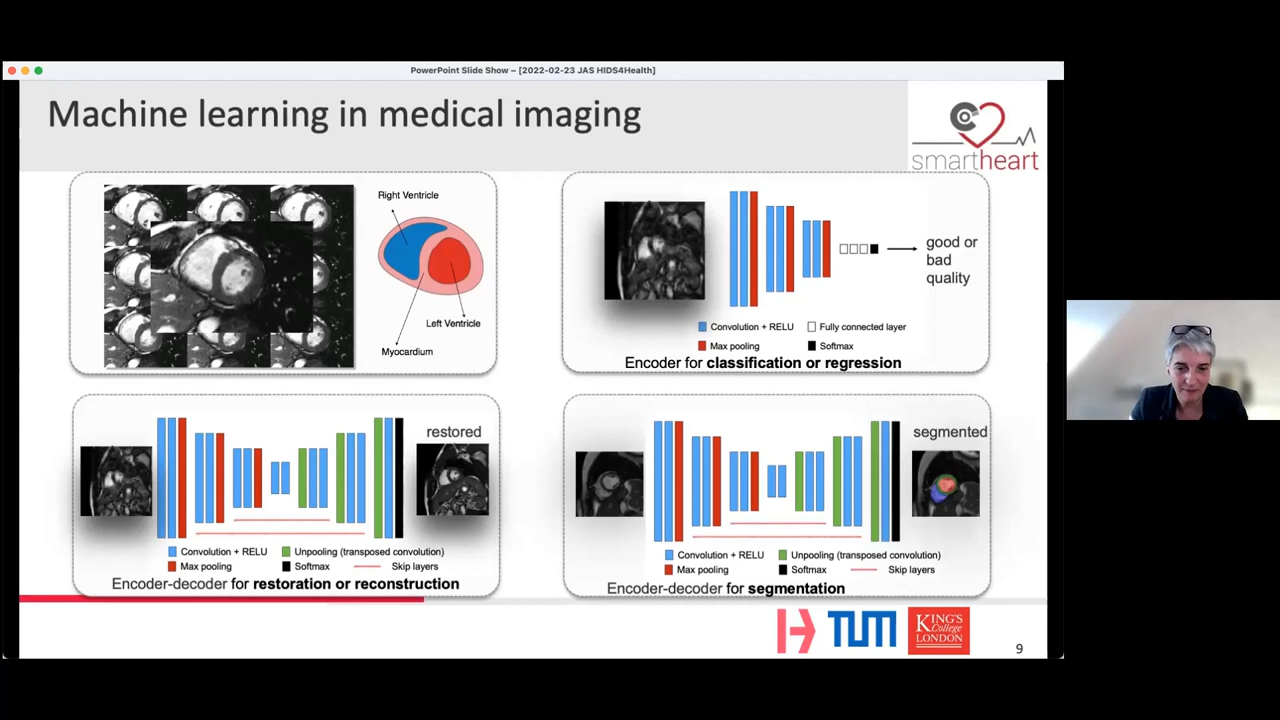 PowerPoint Slide Show – [2022-02-23 JAS HIDS4Health]
Machine learning in medical imaging
smartheart
Right Ventricle
Left Ventricle
Myocardium
good or
bad
quality
Convolution + RELU
Fully connected layer
Max pooling
Softmax
Encoder for classification or regression
restored
Convolution + RELU
Unpooling (transposed convolution)
Max pooling
Softmax
Skip layers
Encoder-decoder for restoration or reconstruction
segmented
Convolution + RELU
Unpooling (transposed convolution)
Max pooling
Softmax
Skip layers
Encoder-decoder for segmentation
TUM
KING'S
College
LONDON
9